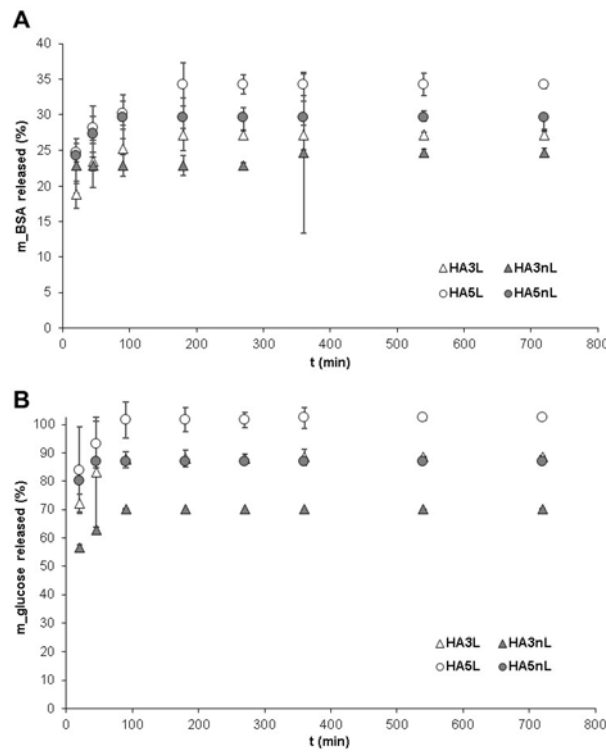 A
m_BSA released (%)
40
35
30
25
20
15
10
5
0
0 100 200 300 400 500 600 700 800
t (min)
HA3L HA3nL
HA5L HA5nL
B
m_glucose released (%)
100
90
80
70
60
50
40
30
20
10
0
0 100 200 300 400 500 600 700 800
t (min)
HA3L HA3nL
HA5L HA5nL